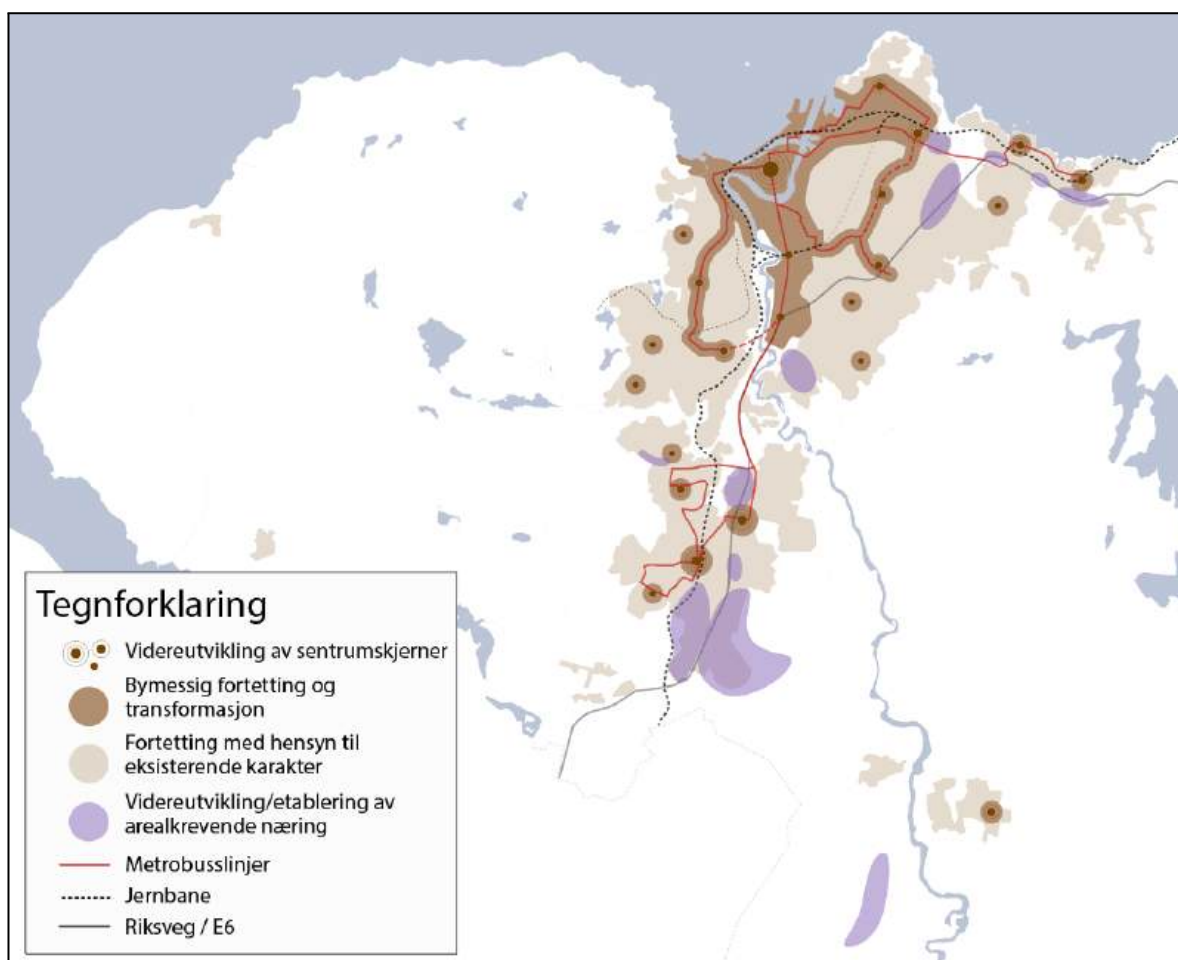 Tegnforklaring
Videreutvikling av sentrumskjerner
Bymessig fortetting og
transformasjon
Fortetting med hensyn til
eksisterende karakter
Videreutvikling/etablering av
arealkrevende næring
Metrobusslinjer
Jernbane
Riksveg / E6